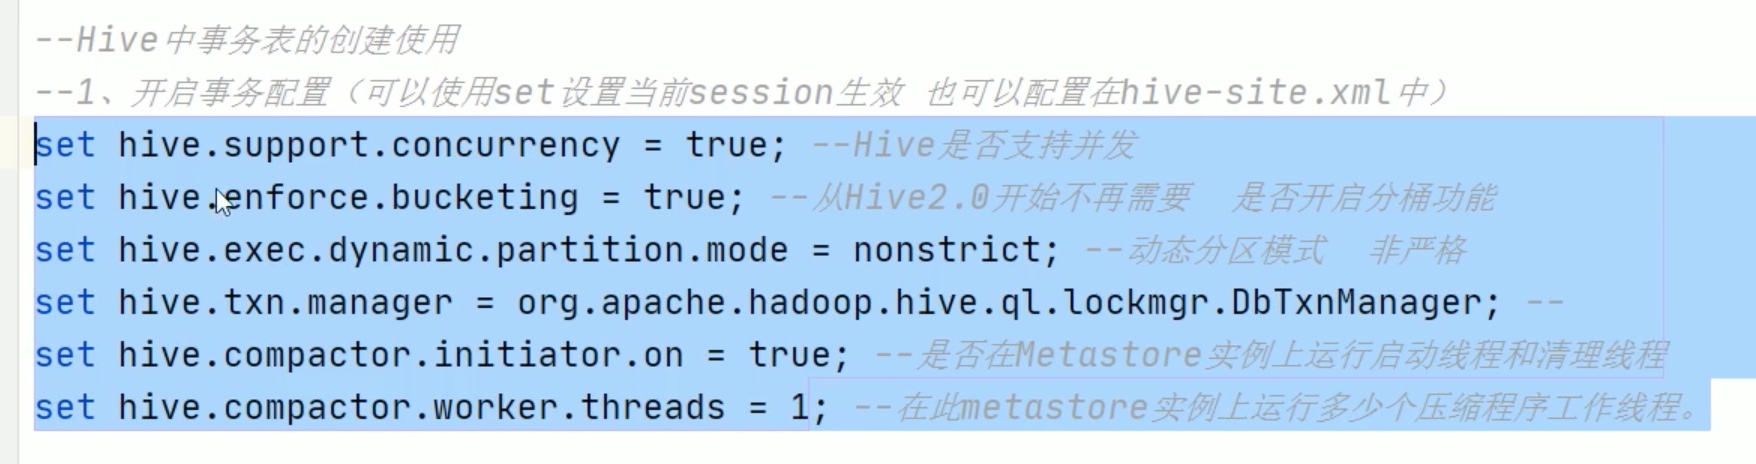 --Hive中事务表的创建使用
--1、开启事务配置（可以使用set设置当前session生效 也可以配置在hive-site.xml中）
set hive.support.concurrency = true; --Hive是否支持并发
set hive.enforce.bucketing = true; --从Hive2.0开始不再需要  是否开启分桶功能
set hive.exec.dynamic.partition.mode = nonstrict; --动态分区模式  非严格
set hive.txn.manager = org.apache.hadoop.hive.ql.lockmgr.DbTxnManager; --
set hive.compactor.initiator.on = true; --是否在Metastore实例上运行启动线程和清理线程
set hive.compactor.worker.threads = 1; --在此metastore实例上运行多少个压缩程序工作线程。